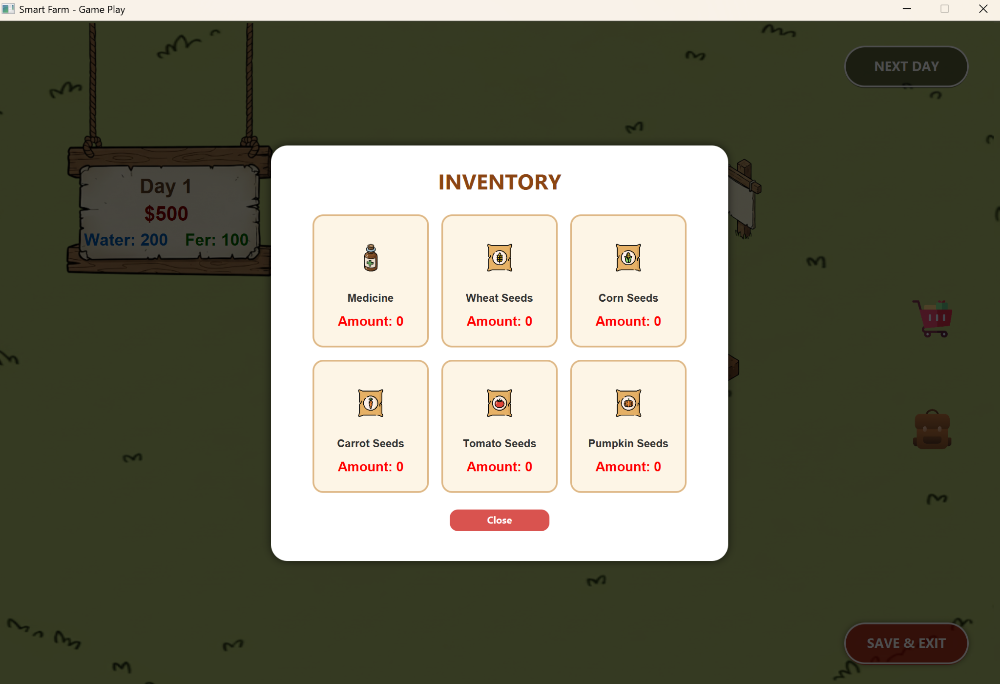 Smart Farm - Game Play
NEXT DAY
Day 1
$500
Water: 200 Fer: 100
INVENTORY
Medicine
Amount: 0
Wheat Seeds
Amount: 0
Corn Seeds
Amount: 0
Carrot Seeds
Amount: 0
Tomato Seeds
Amount: 0
Pumpkin Seeds
Amount: 0
Close
SAVE & EXIT